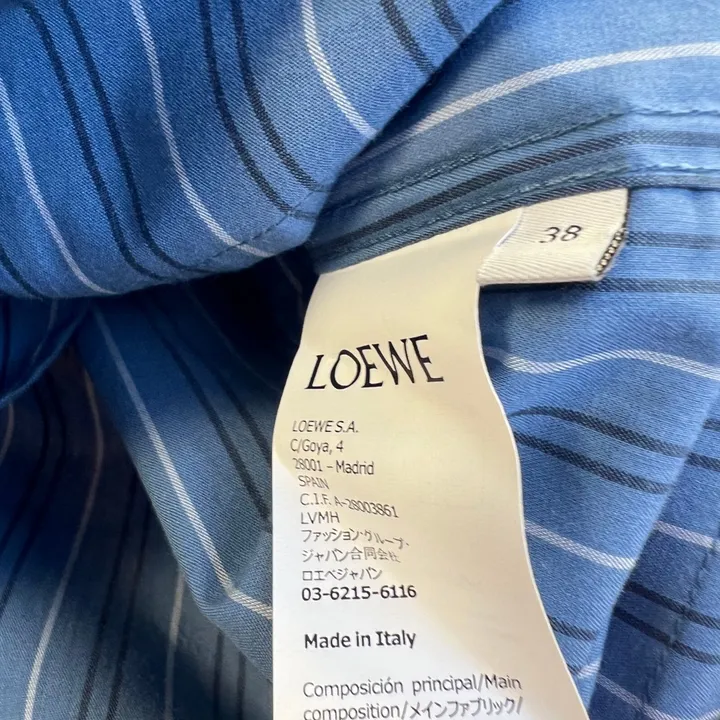 38
LOEWE
LOEWE S.A.
C/Goya, 4
28001 - Madrid
SPAIN
C.I.F. A-28003861
LVMH
ファッション・グループ・
ジャパン合同会社
ロエベジャパン
03-6215-6116
Made in Italy
Composición principal/Main
composition/メインファブリック/